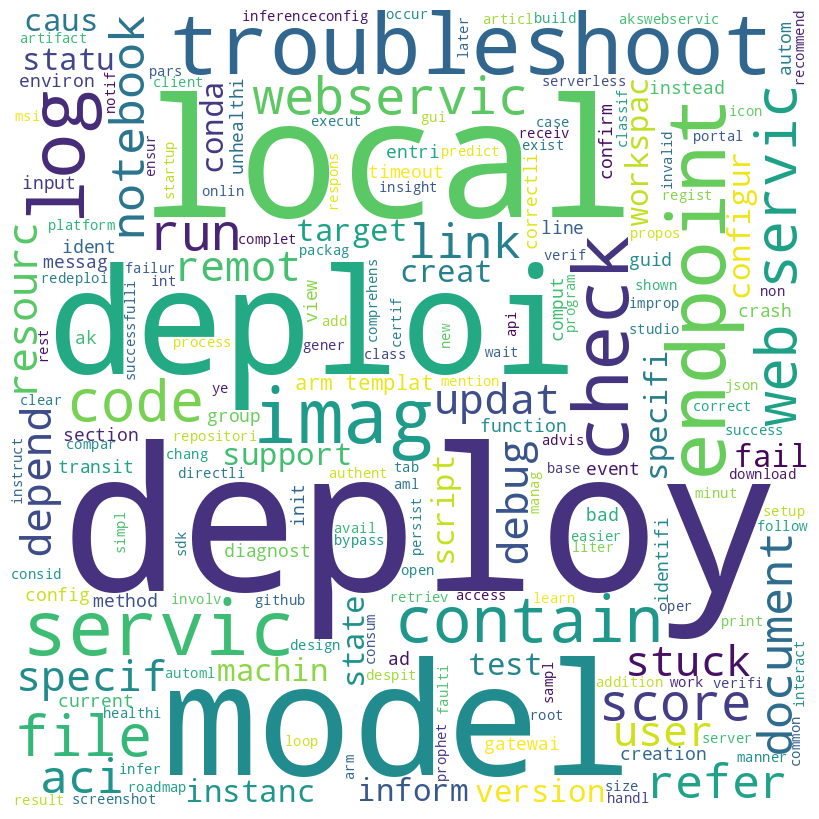 caus
artifact
statu
environ
msi
input
log
notif
pars
ensur
notebook
client
startup
inferenceconfig
occur
troubleshoot
articl
build
later
akswebservic
autom
recommend
conda
unhealthi
webservic
serverless
instead
execut
gui
case
receiv
exist
confirm
classif
icon
portal
invalid
workspac
entri
predict
timeout
insight
respons
onlin
local
correctli
regist
endpoint
servic
web
configur
platform
ident
messag
redeploi
resourc
rest
failur
int
successfulli
run
complet
packag
target
link
line
verif
check
propos
guid
shown
non
improp
studio
crash
json
correct
success
download
remot
view
creat
add
comprehens
certif
new
api
comput
program
ak
process
gener
class
wait
deploi
arm templat
mention
specifi
clear
ye
group
code
imag
updat
function
section
repositori
support
advis
base
event
fail
minut
setup
follow
instruct
depend
compar
transit
chang
directli
authent
tab
aml
persist
script
debug
manag
bad
easier
liter
identifi
simpl
sdk
diagnost
init
avail
bypass
open
deploy
consid
config
method
involv
github
retriev
access
learn
oper
print
document
common
interact
servic
design
state
consum
contain
stuck
specif
automl
machin
ad
despit
test
sampl
addition
work
verifi
current
healthi
file
model
loop
prophet
faulti
gatewai
root
score
user
server
manner
creation
aci
infer
roadmap
instanc
arm
inform
version
size
handl
refer
result
screenshot